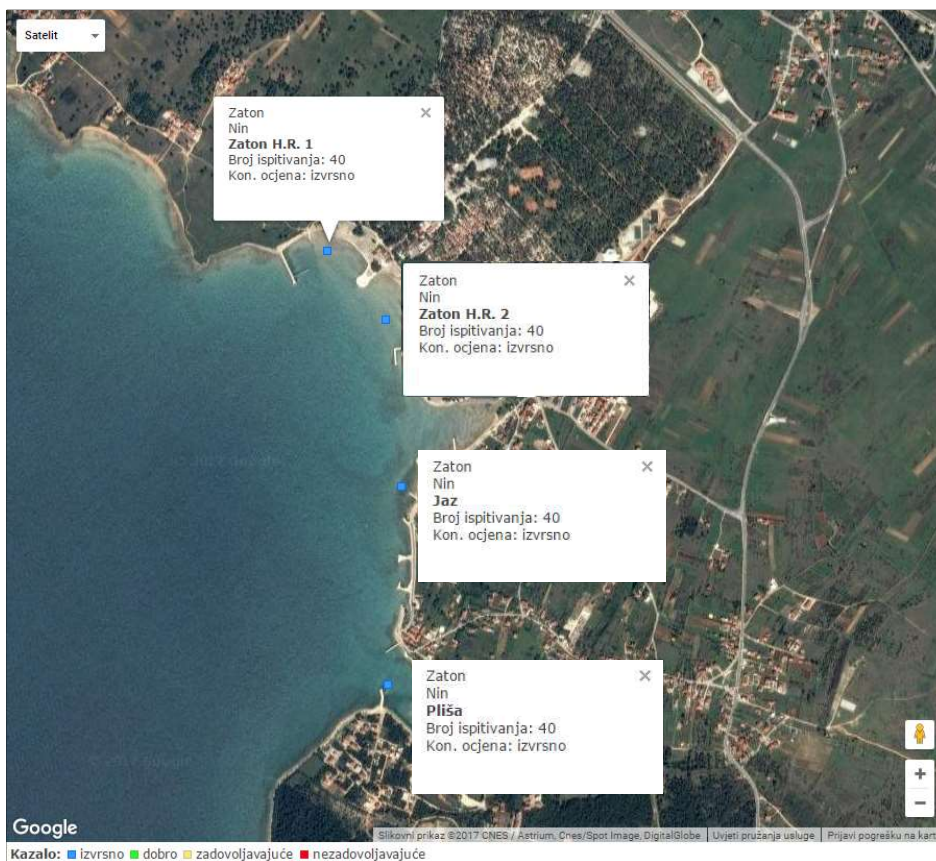 Satelit
Zaton
Nin
Zaton H.R. 1
Broj ispitivanja: 40
Kon. ocjena: izvrsno
Zaton
Nin
Zaton H.R. 2
Broj ispitivanja: 40
Kon. ocjena: izvrsno
Zaton
Nin
Jaz
Broj ispitivanja: 40
Kon. ocjena: izvrsno
Zaton
Nin
Pliša
Broj ispitivanja: 40
Kon. ocjena: izvrsno
Google
Slikovni prikaz ©2017 CNES / Astrium, Cnes/Spot Image, DigitalGlobe Uvjeti pružanja usluge Prijavi pogrešku na kart
Kazalo: izvrsno dobro zadovoljavajuće nezadovoljavajuće